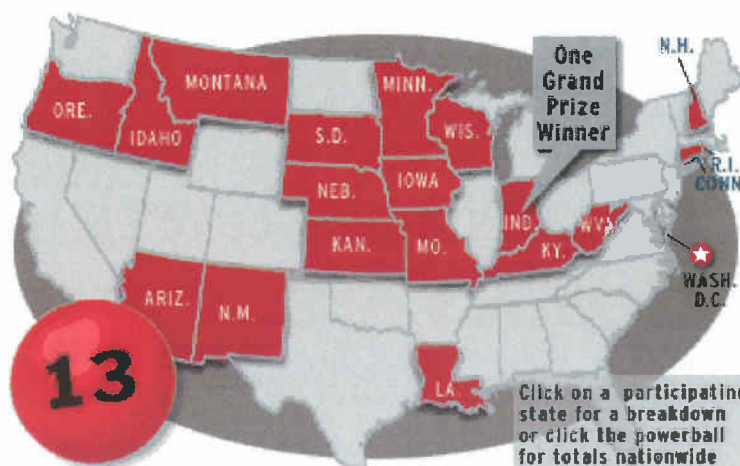 One
Grand
Prize
Winner
N.H.
MONTANA
MINN.
ORE.
IDAHO
S.D.
WIS.
R.I.
CONN
NEB.
IOWA
IND.
WVA
KAN.
MO.
KY.
WASH.
D.C.
ARIZ.
N.M.
13
LA.
Click on a participating
state for a breakdown
or click the powerball
for totals nationwide